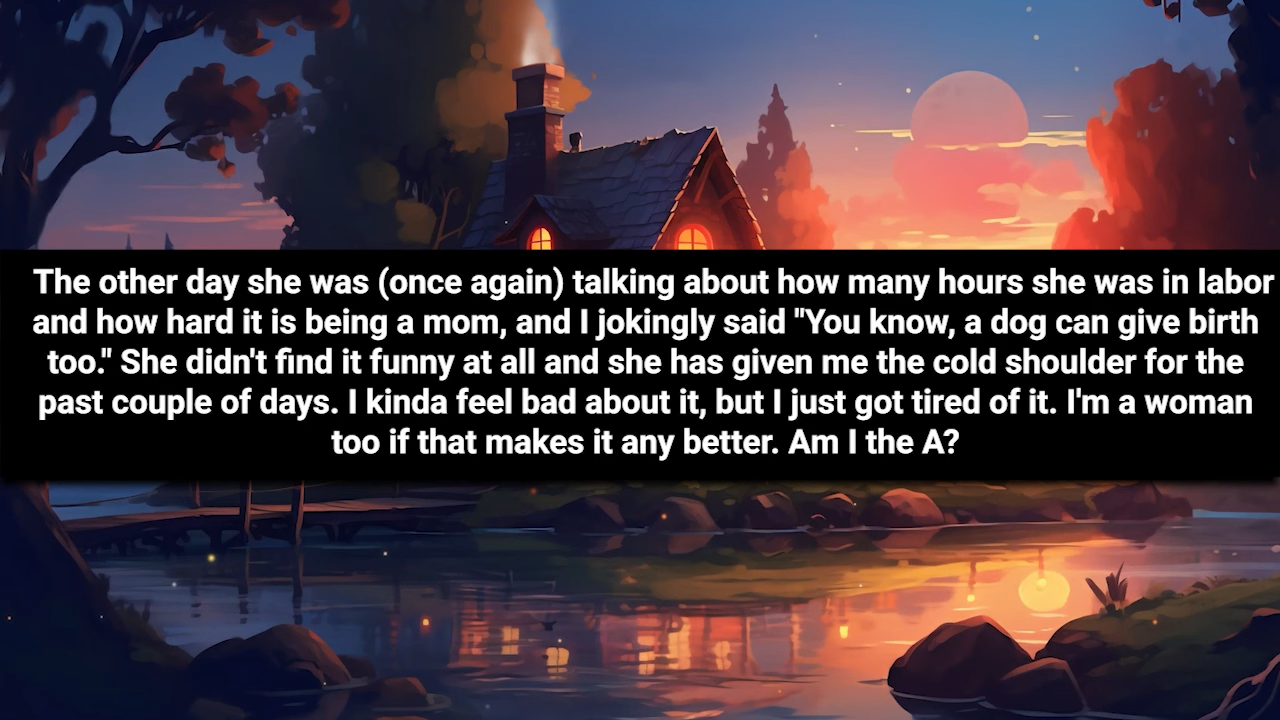 The other day she was (once again) talking about how many hours she was in labor
and how hard it is being a mom, and I jokingly said "You know, a dog can give birth
too." She didn't find it funny at all and she has given me the cold shoulder for the
past couple of days. I kinda feel bad about it, but I just got tired of it. I'm a woman
too if that makes it any better. Am I the A?